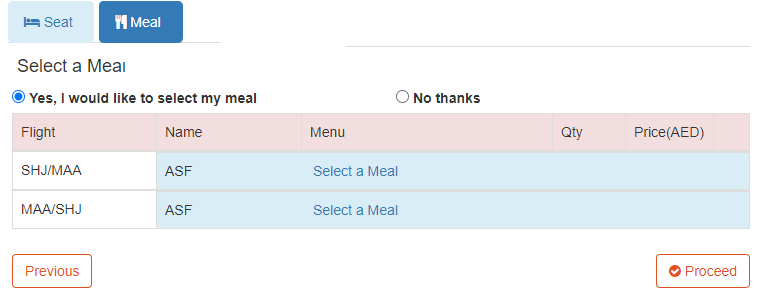 Seat Meal
Select a Meal
Yes, I would like to select my meal No thanks
Flight Name Menu Qty Price(AED)
SHJ/MAA ASF Select a Meal
MAA/SHJ ASF Select a Meal
Previous Proceed